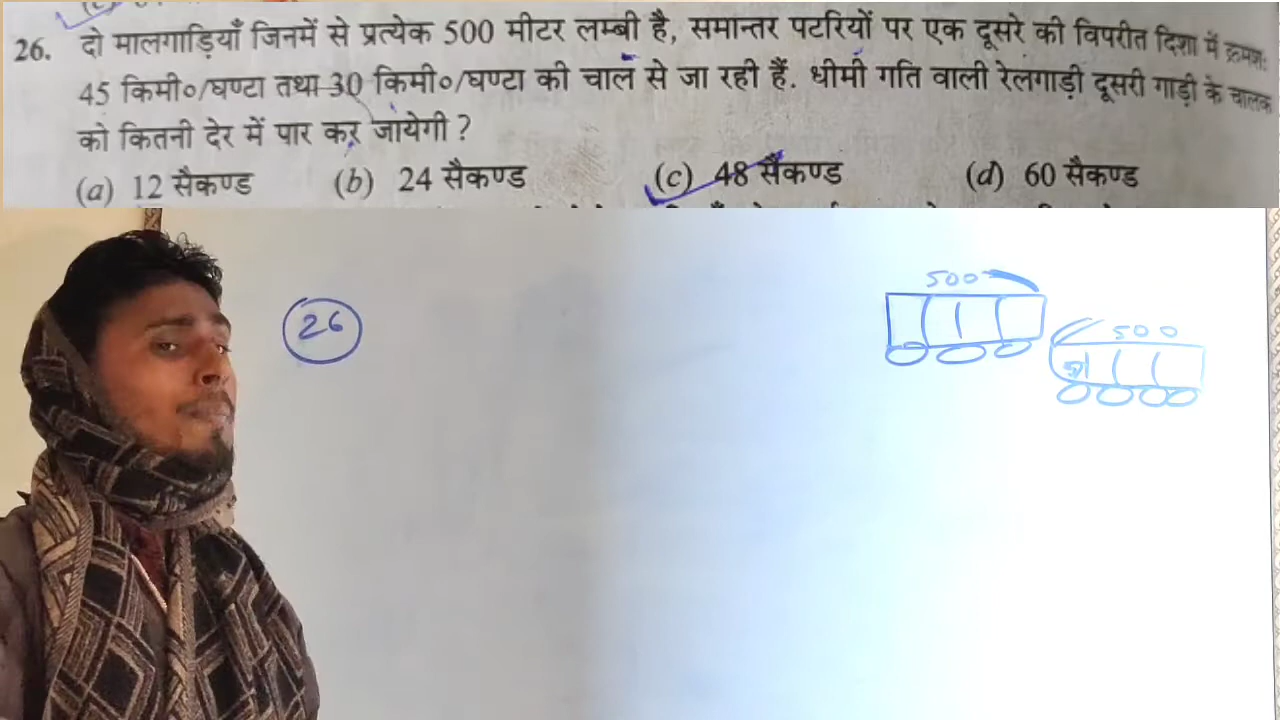 26. दो मालगाड़ियाँ जिनमें से प्रत्येक 500 मीटर लम्बी है, समान्तर पटरियों पर एक दूसरे की विपरीत दिशा में क्रमशः
45 किमी०/घण्टा तथा 30 किमी०/घण्टा की चाल से जा रही हैं. धीमी गति वाली रेलगाड़ी दूसरी गाड़ी के चालक
को कितनी देर में पार कर जायेगी ?
(a) 12 सैकण्ड (b) 24 सैकण्ड (c) 48 सैकण्ड (d) 60 सैकण्ड
26
500
500